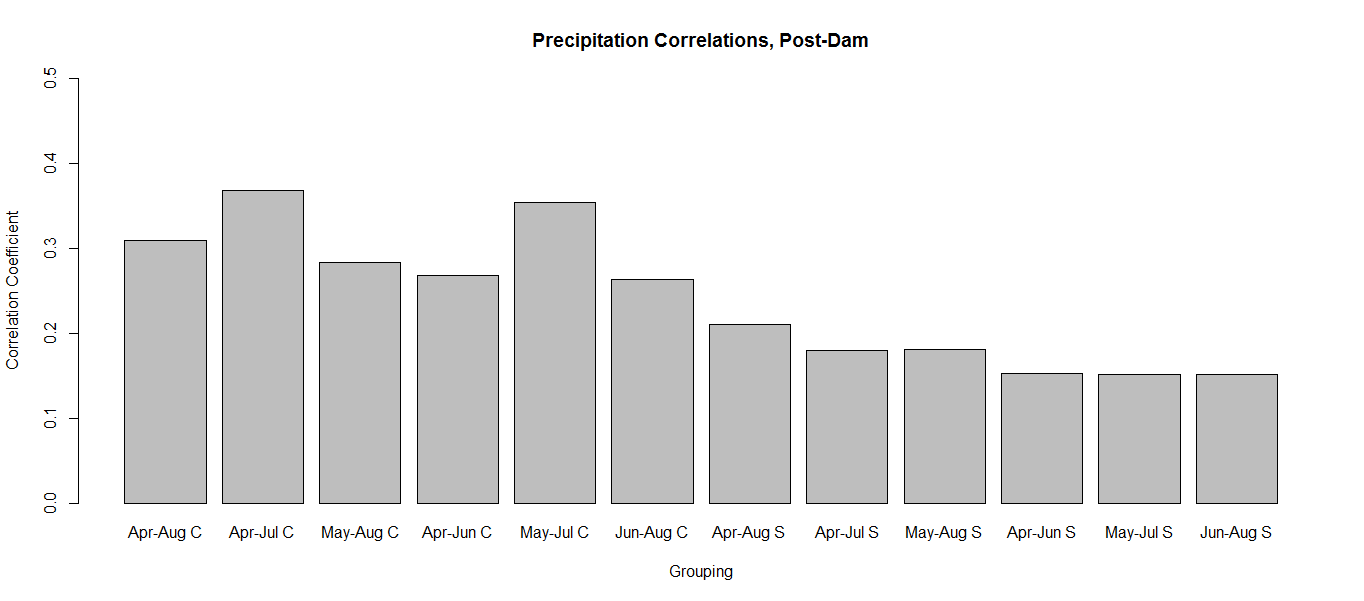 Precipitation Correlations, Post-Dam
0.5
0.4
0.3
0.2
0.1
0.0
Correlation Coefficient
Apr-Aug C Apr-Jul C May-Aug C Apr-Jun C May-Jul C Jun-Aug C Apr-Aug S Apr-Jul S May-Aug S Apr-Jun S May-Jul S Jun-Aug S
Grouping